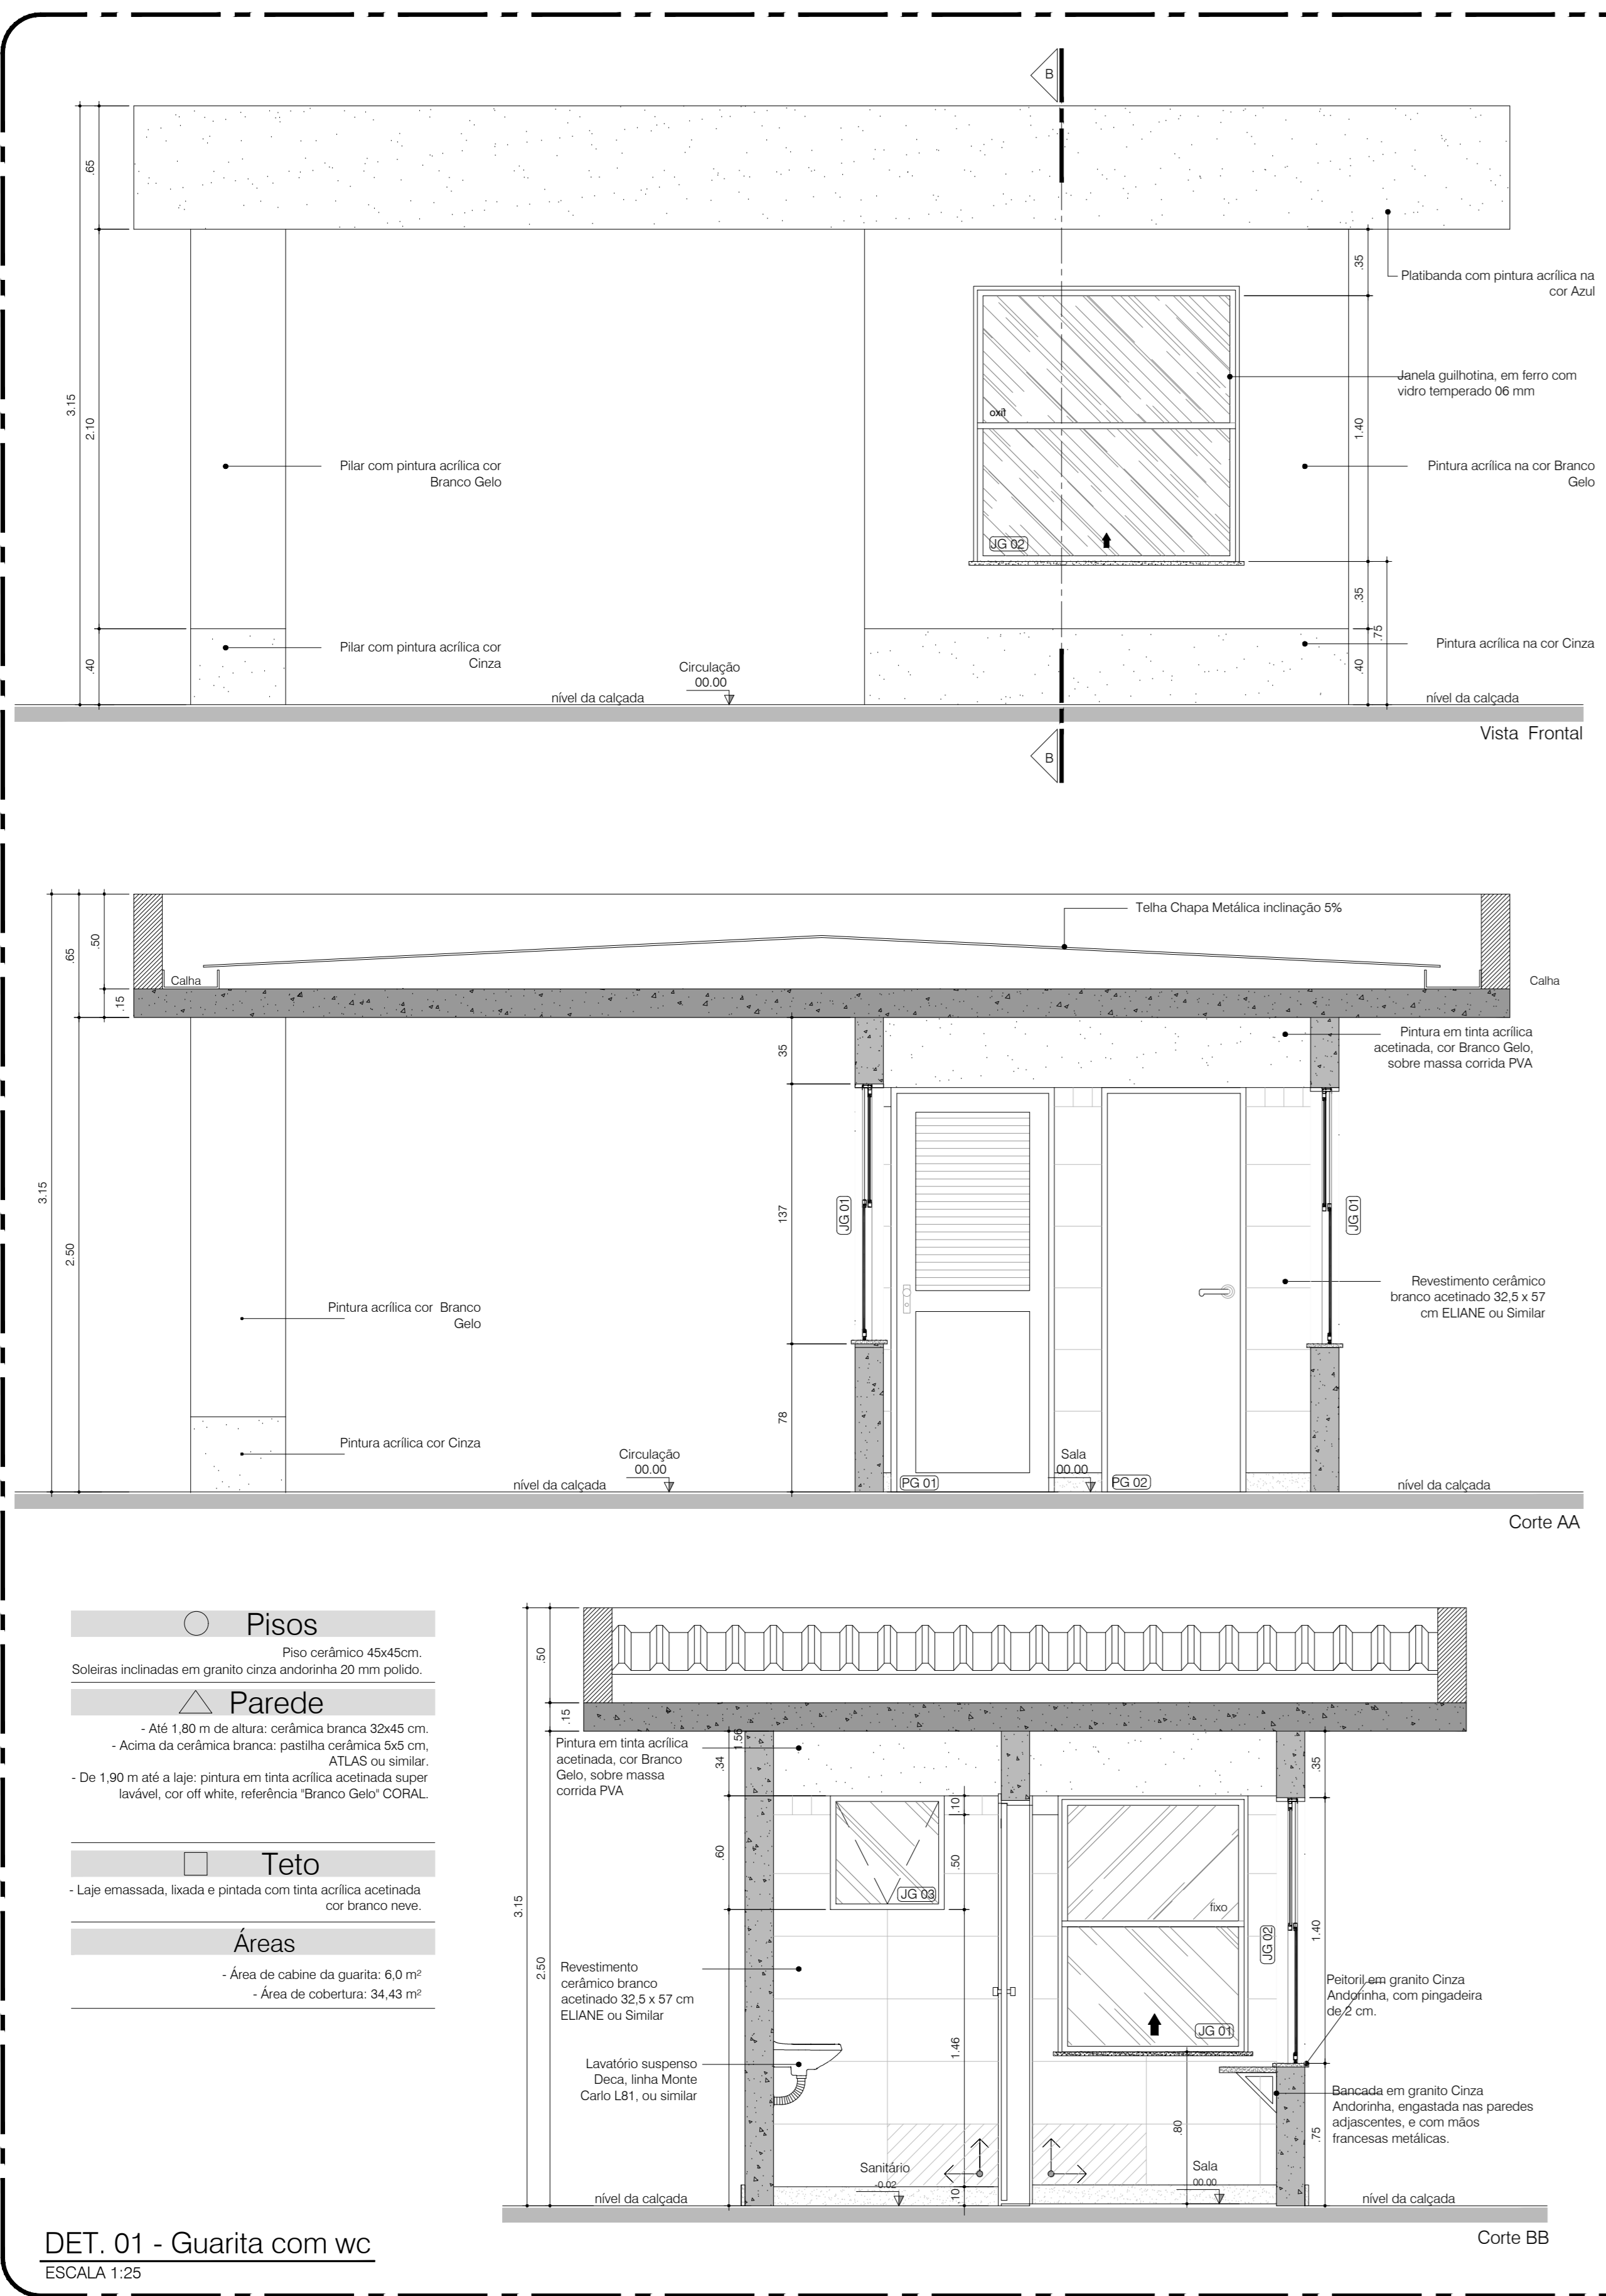 B
.65
3.15
2.10
.40
.35
1.40
.35
.75
.40
Platibanda com pintura acrílica na
cor Azul
Janela guilhotina, em ferro com
vidro temperado 06 mm
JG 02
Pilar com pintura acrílica cor
Branco Gelo
Pintura acrílica na cor Branco
Gelo
Pilar com pintura acrílica cor
Cinza
Circulação
00.00
nível da calçada
Pintura acrílica na cor Cinza
nível da calçada
Vista Frontal
B
Telha Chapa Metálica inclinação 5%
.65
.50
.15
Calha
Calha
Pintura em tinta acrílica
acetinada, cor Branco Gelo,
sobre massa corrida PVA
35
137
78
3.15
2.50
JG 01
JG 01
Revestimento cerâmico
branco acetinado 32,5 x 57
cm ELIANE ou Similar
Pintura acrílica cor Branco
Gelo
Pintura acrílica cor Cinza
Circulação
00.00
nível da calçada
PG 01
Sala
00.00
PG 02
nível da calçada
Corte AA
Pisos
Piso cerâmico 45x45cm.
Soleiras inclinadas em granito cinza andorinha 20 mm polido.
Parede
- Até 1,80 m de altura: cerâmica branca 32x45 cm.
- Acima da cerâmica branca: pastilha cerâmica 5x5 cm,
ATLAS ou similar.
- De 1,90 m até a laje: pintura em tinta acrílica acetinada super
lavável, cor off white, referência "Branco Gelo" CORAL.
Teto
- Laje emassada, lixada e pintada com tinta acrílica acetinada
cor branco neve.
Áreas
- Área de cabine da guarita: 6,0 m²
- Área de cobertura: 34,43 m²
.50
.15
3.15
2.50
1.56
.34
.60
Pintura em tinta acrílica
acetinada, cor Branco
Gelo, sobre massa
corrida PVA
.10
.50
1.46
.10
JG 03
fixo
JG 01
JG 02
.35
1.40
.75
.80
Revestimento
cerâmico branco
acetinado 32,5 x 57 cm
ELIANE ou Similar
Peitoril em granito Cinza
Andorinha, com pingadeira
de 2 cm.
Lavatório suspenso
Deca, linha Monte
Carlo L81, ou similar
Bancada em granito Cinza
Andorinha, engastada nas paredes
adjascentes, e com mãos
francesas metálicas.
Sanitário
-0.02
Sala
00.00
nível da calçada
nível da calçada
Corte BB
DET. 01 - Guarita com wc
ESCALA 1:25